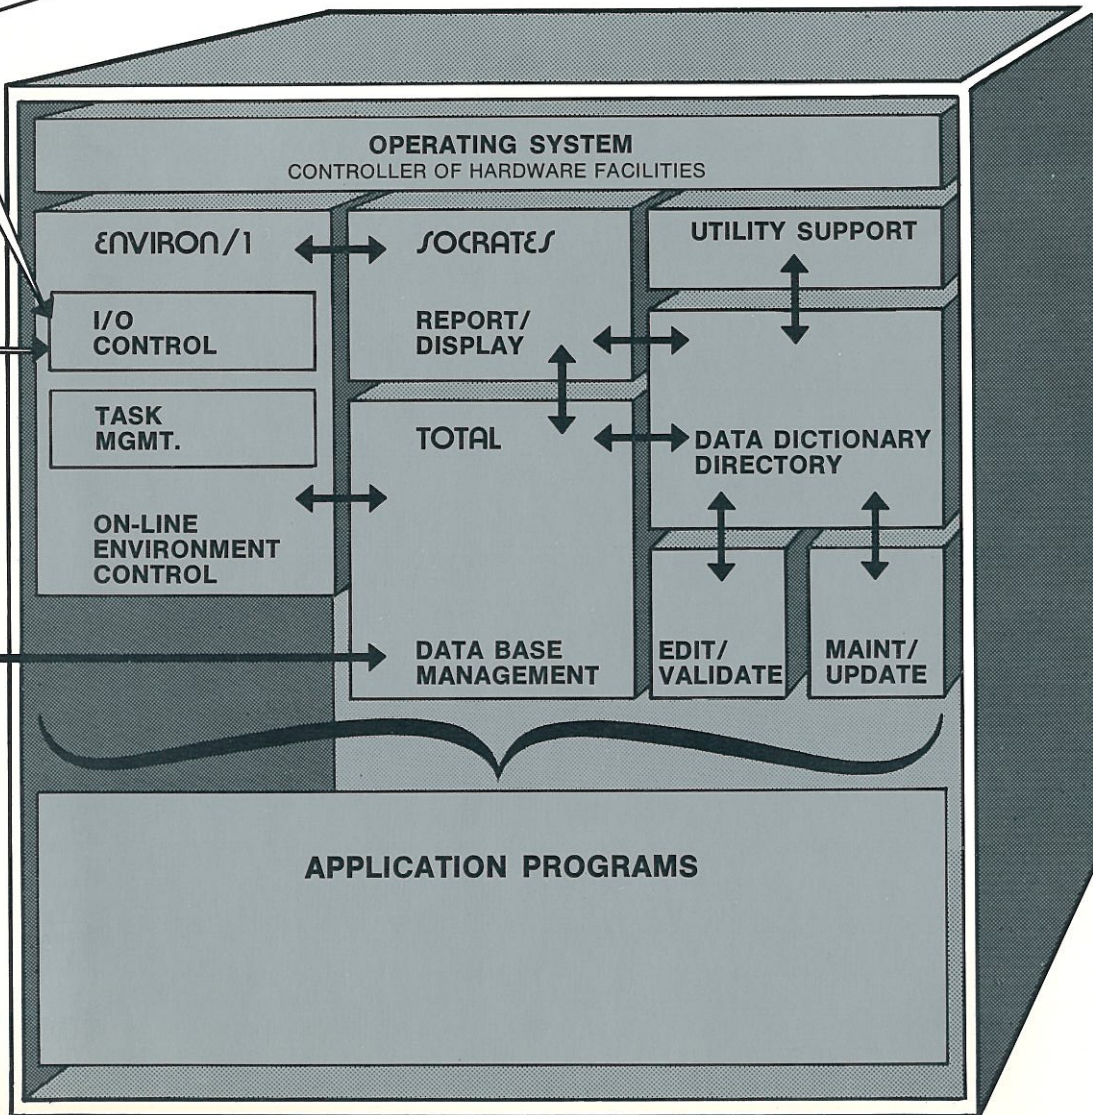 OPERATING SYSTEM
CONTROLLER OF HARDWARE FACILITIES
ENVIRON/1
I/O
CONTROL
TASK
MGMT.
ON-LINE
ENVIRONMENT
CONTROL
SOCRATES
REPORT/
DISPLAY
TOTAL
DATA BASE
MANAGEMENT
UTILITY SUPPORT
DATA DICTIONARY
DIRECTORY
EDIT/
VALIDATE
MAINT/
UPDATE
APPLICATION PROGRAMS